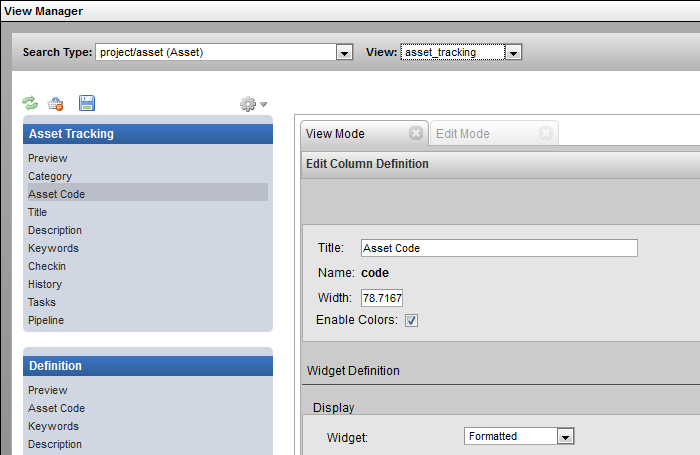 View Manager
Search Type: project/asset (Asset) View: asset_tracking
Asset Tracking
Preview
Category
Asset Code
Title
Description
Keywords
Checkin
History
Tasks
Pipeline
Definition
Preview
Asset Code
Keywords
Description
View Mode Edit Mode
Edit Column Definition
Title: Asset Code
Name: code
Width: 78.7167
Enable Colors:
Widget Definition
Display
Widget: Formatted